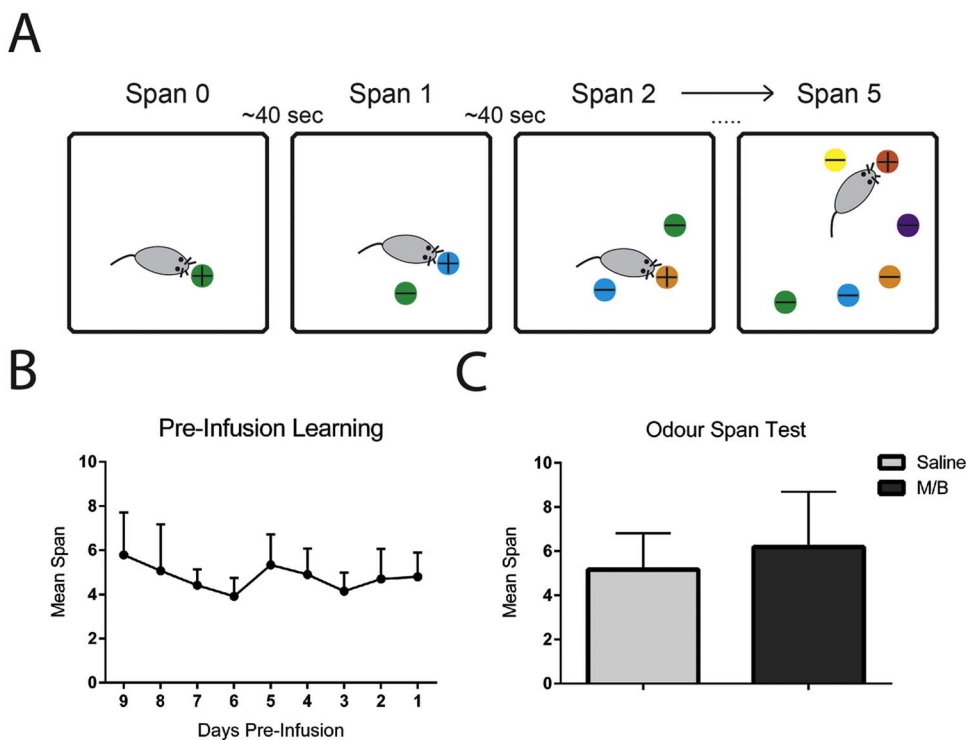 A
Span 0
Span 1
Span 2
Span 5
~40 sec
~40 sec
.....
+
+
−
−
−
+
−
+
−
−
−
−
B
Pre-Infusion Learning
Mean Span
10
8
6
4
2
0
9 8 7 6 5 4 3 2 1
Days Pre-Infusion
C
Odour Span Test
Saline
M/B
Mean Span
10
8
6
4
2
0